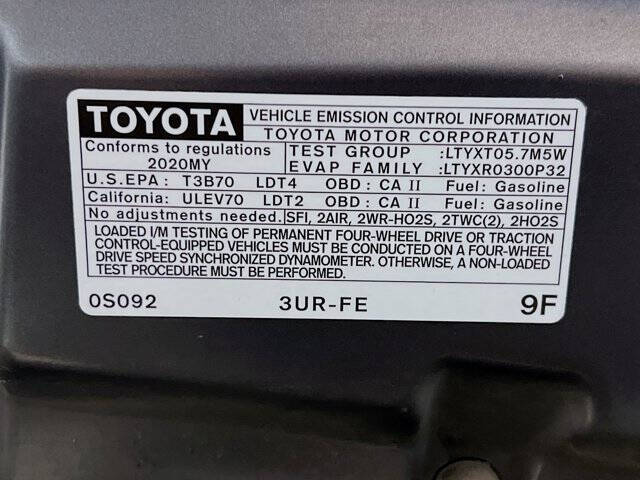 TOYOTA VEHICLE EMISSION CONTROL INFORMATION
TOYOTA MOTOR CORPORATION
Conforms to regulations
2020MY
TEST GROUP :LTYXT05.7M5W
EVAP FAMILY :LTYXR0300P32
U.S.EPA : T3B70 LDT4 OBD : CA II Fuel: Gasoline
California: ULEV70 LDT2 OBD : CA II Fuel: Gasoline
No adjustments needed. SFI, 2AIR, 2WR-HO2S, 2TWC(2), 2HO2S
LOADED I/M TESTING OF PERMANENT FOUR-WHEEL DRIVE OR TRACTION
CONTROL-EQUIPPED VEHICLES MUST BE CONDUCTED ON A FOUR-WHEEL
DRIVE SPEED SYNCHRONIZED DYNAMOMETER. OTHERWISE, A NON-LOADED
TEST PROCEDURE MUST BE PERFORMED.
0S092 3UR-FE 9F